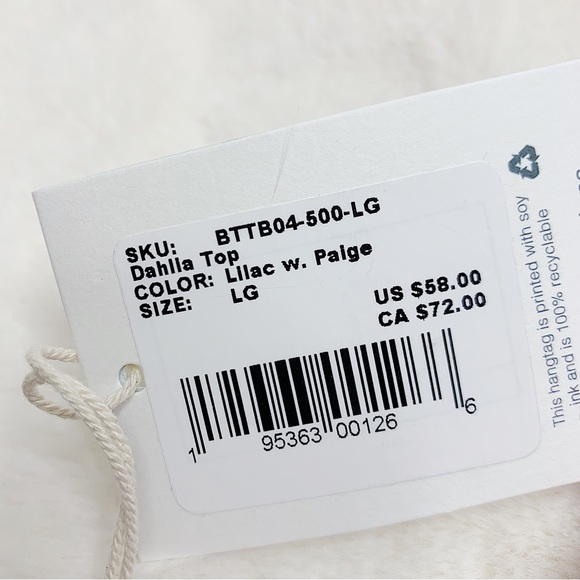 SKU: BTTB04-500-LG
Dahlia Top
COLOR: Lilac w. Paige
SIZE: LG
US $58.00
CA $72.00
1 95363 00126 6
This hangtag is printed with soy
ink and is 100% recyclable